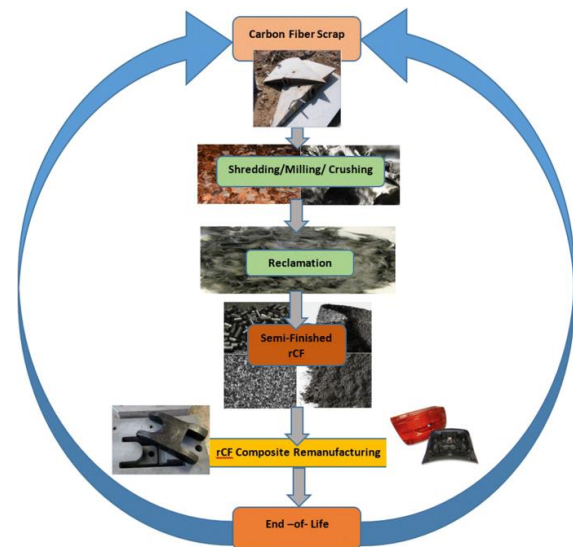 Carbon Fiber Scrap
Shredding/Milling/ Crushing
Reclamation
Semi-Finished
rCF
rCF Composite Remanufacturing
End –of- Life